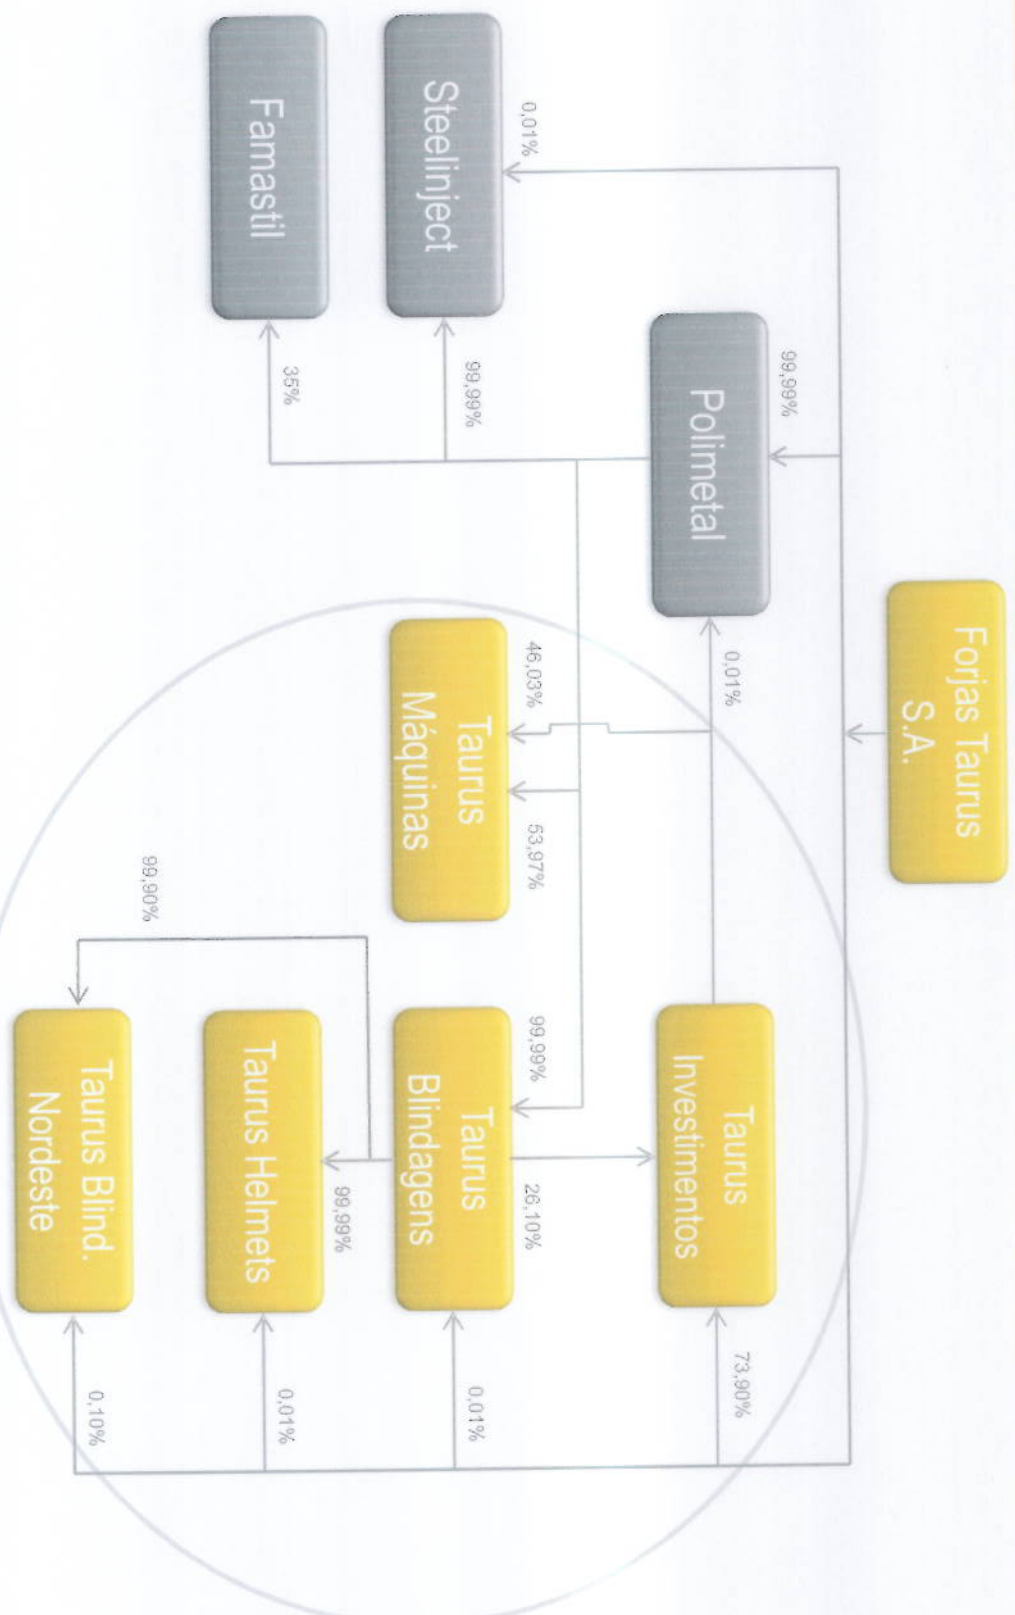 Forjas Taurus
S.A.
99,99%
Polimetal
0,01%
Taurus
Investimentos
73,90%
0,01%
Steelinject
99,99%
46,03%
53,97%
Taurus
Máquinas
99,99%
26,10%
Taurus
Blindagens
0,01%
35%
Famastil
99,99%
Taurus Helmets
0,01%
99,90%
Taurus Blind.
Nordeste
0,10%